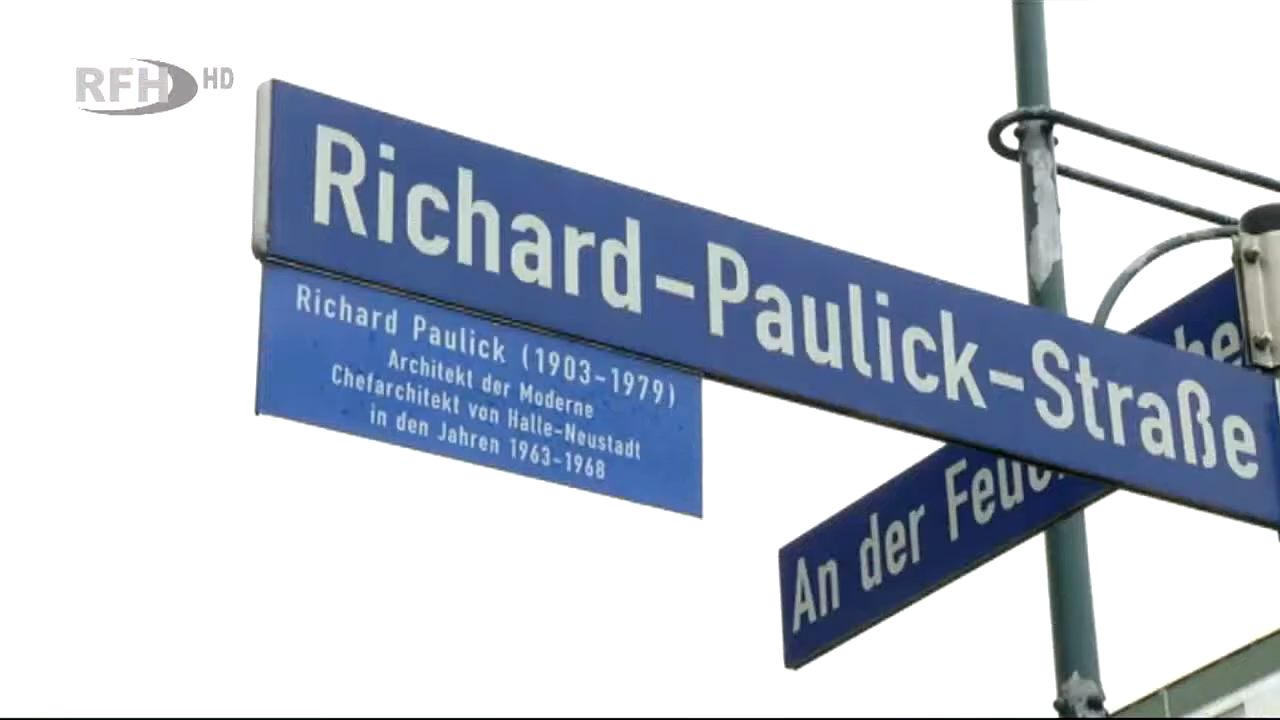 RFH HD
Richard-Paulick-Straße
Richard Paulick (1903-1979)
Architekt der Moderne
Chefarchitekt von Halle-Neustadt
in den Jahren 1963-1968
An der